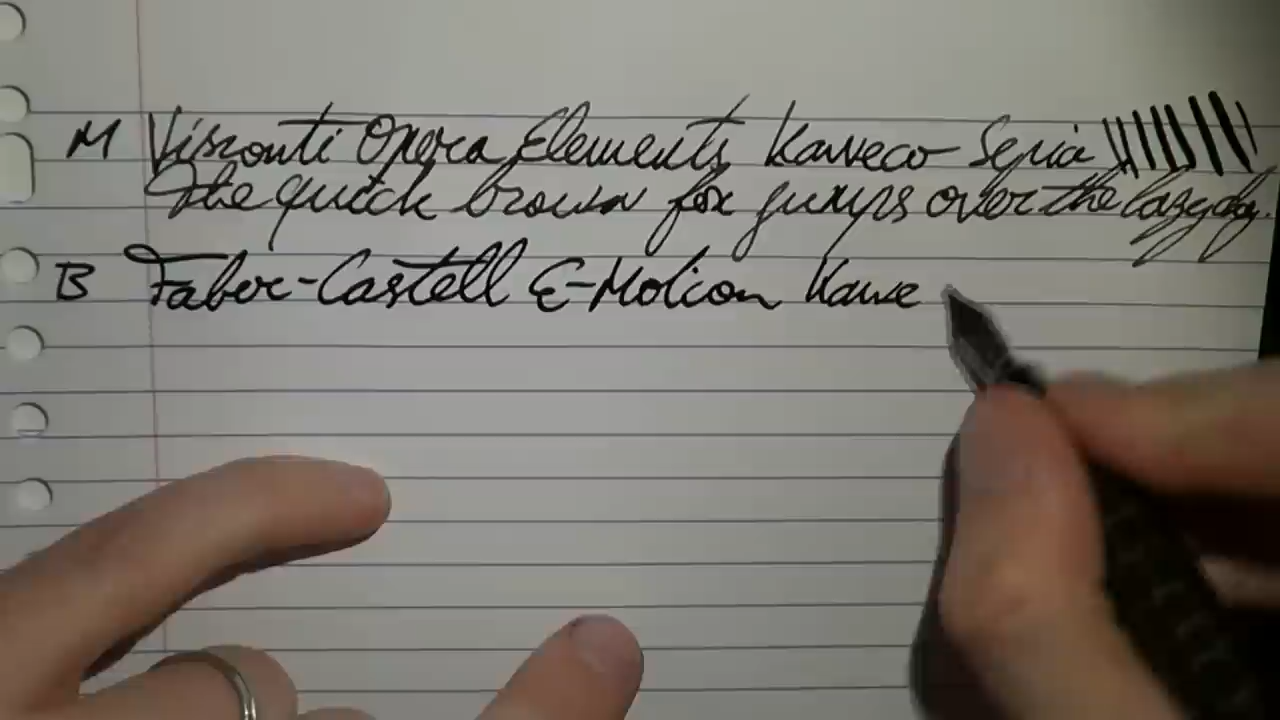 M Visconti Opera Elements, Kaweco Sepia
The quick brown fox jumps over the lazy dog.
B Faber-Castell E-Motion Kawe